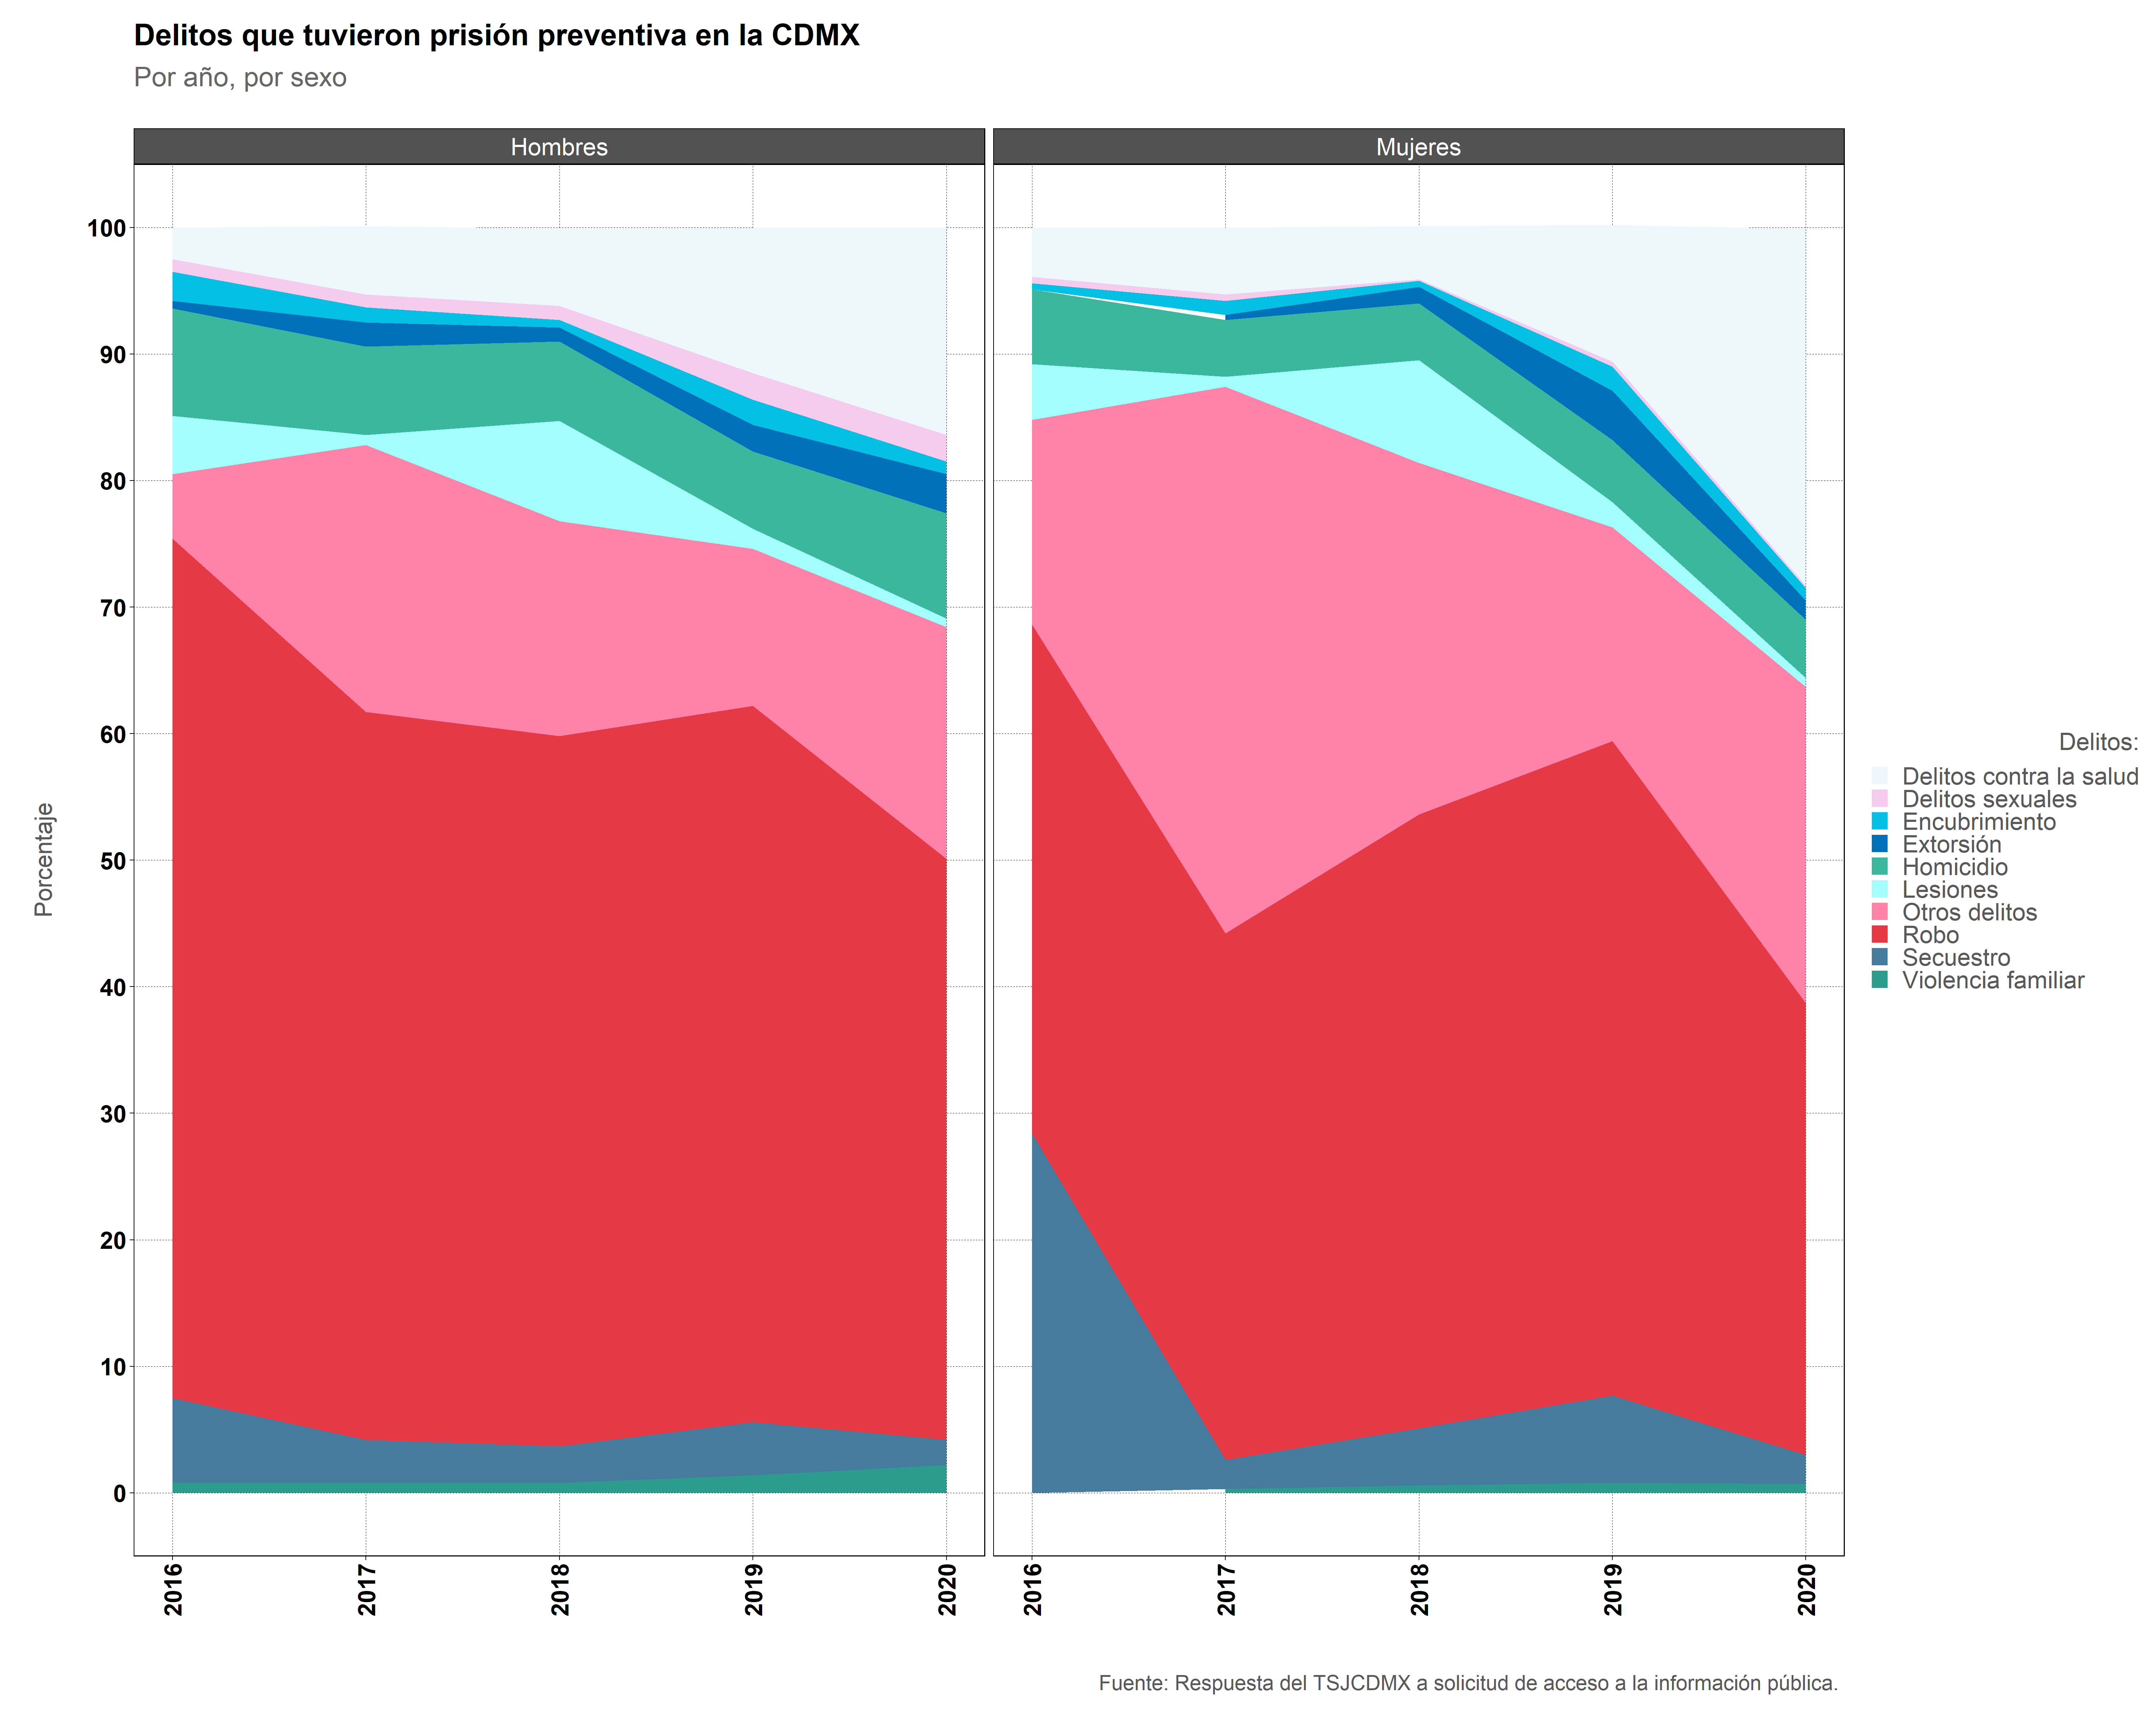 Delitos que tuvieron prisión preventiva en la CDMX
Por año, por sexo
Hombres
Mujeres
100
90
80
70
60
50
40
30
20
10
0
Porcentaje
2016
2017
2018
2019
2020
2016
2017
2018
2019
2020
Delitos:
Delitos contra la salud
Delitos sexuales
Encubrimiento
Extorsión
Homicidio
Lesiones
Otros delitos
Robo
Secuestro
Violencia familiar
Fuente: Respuesta del TSJCDMX a solicitud de acceso a la información pública.